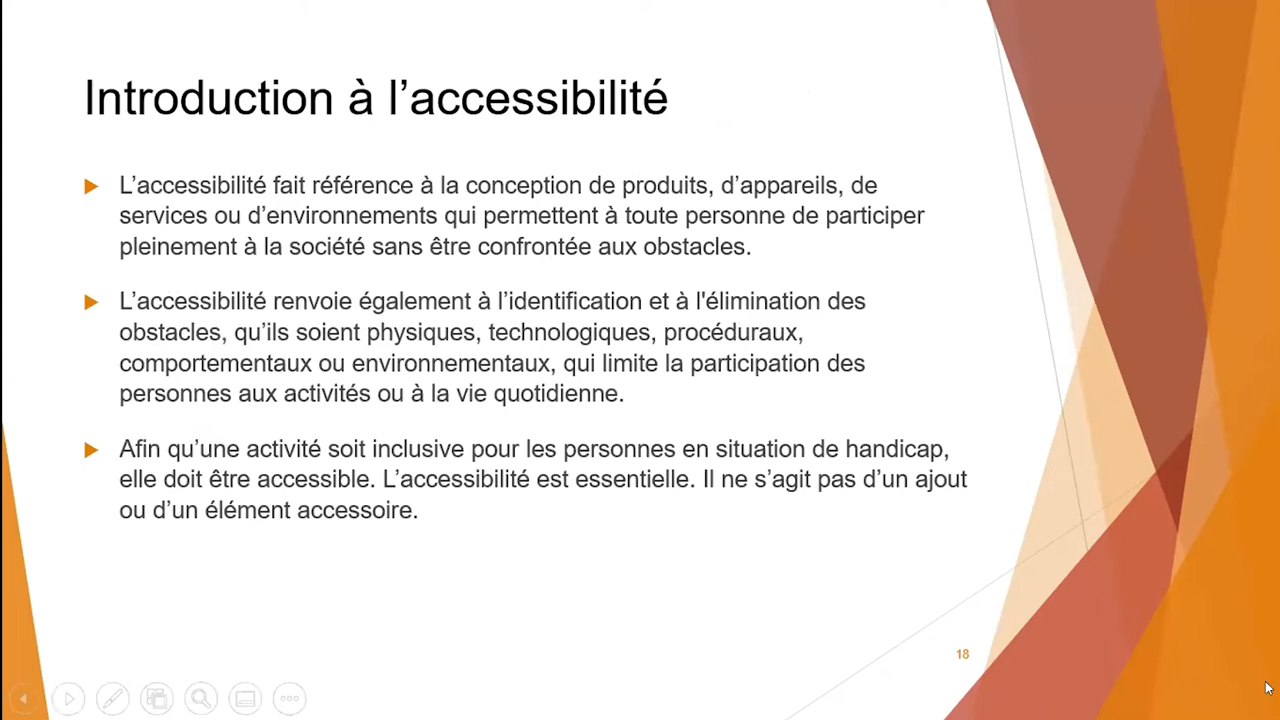 Introduction à l’accessibilité
L’accessibilité fait référence à la conception de produits, d’appareils, de
services ou d’environnements qui permettent à toute personne de participer
pleinement à la société sans être confrontée aux obstacles.
L’accessibilité renvoie également à l’identification et à l'élimination des
obstacles, qu’ils soient physiques, technologiques, procéduraux,
comportementaux ou environnementaux, qui limite la participation des
personnes aux activités ou à la vie quotidienne.
Afin qu’une activité soit inclusive pour les personnes en situation de handicap,
elle doit être accessible. L’accessibilité est essentielle. Il ne s’agit pas d’un ajout
ou d’un élément accessoire.
18